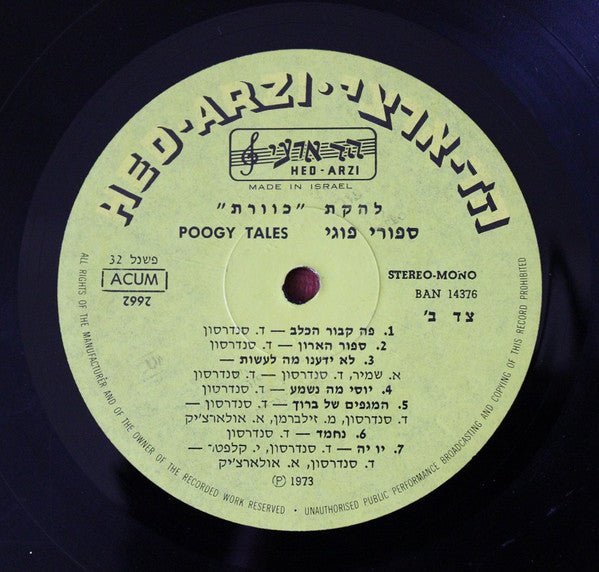 HED-ARZI · הד-ארצי
הד ארצי
HED - ARZI
MADE IN ISRAEL
להקת "כוורת"
POOGY TALES ספורי פוגי
פשנל 32
ACUM
2662
STEREO-MONO
BAN 14376
צד ב'
1. פה קבור הכלב — ד. סנדרסון
2. ספור הארון — ד. סנדרסון
3. לא ידענו מה לעשות —
א. שמיר, ד. סנדרסון — ד. סנדרסון
4. יוסי מה נשמע — ד. סנדרסון
5. המגפים של ברוך — ד. סנדרסון —
ד. סנדרסון, מ. זילברמן, א. אולארצ'יק
6. נחמד — ד. סנדרסון
7. יו יה — ד. סנדרסון, י. קלפטר —
ד. סנדרסון, א. אולארצ'יק
Ⓟ 1973
ALL RIGHTS OF THE MANUFACTURER AND OF THE OWNER OF THE RECORDED WORK RESERVED • UNAUTHORISED PUBLIC PERFORMANCE BROADCASTING AND COPYING OF THIS RECORD PROHIBITED